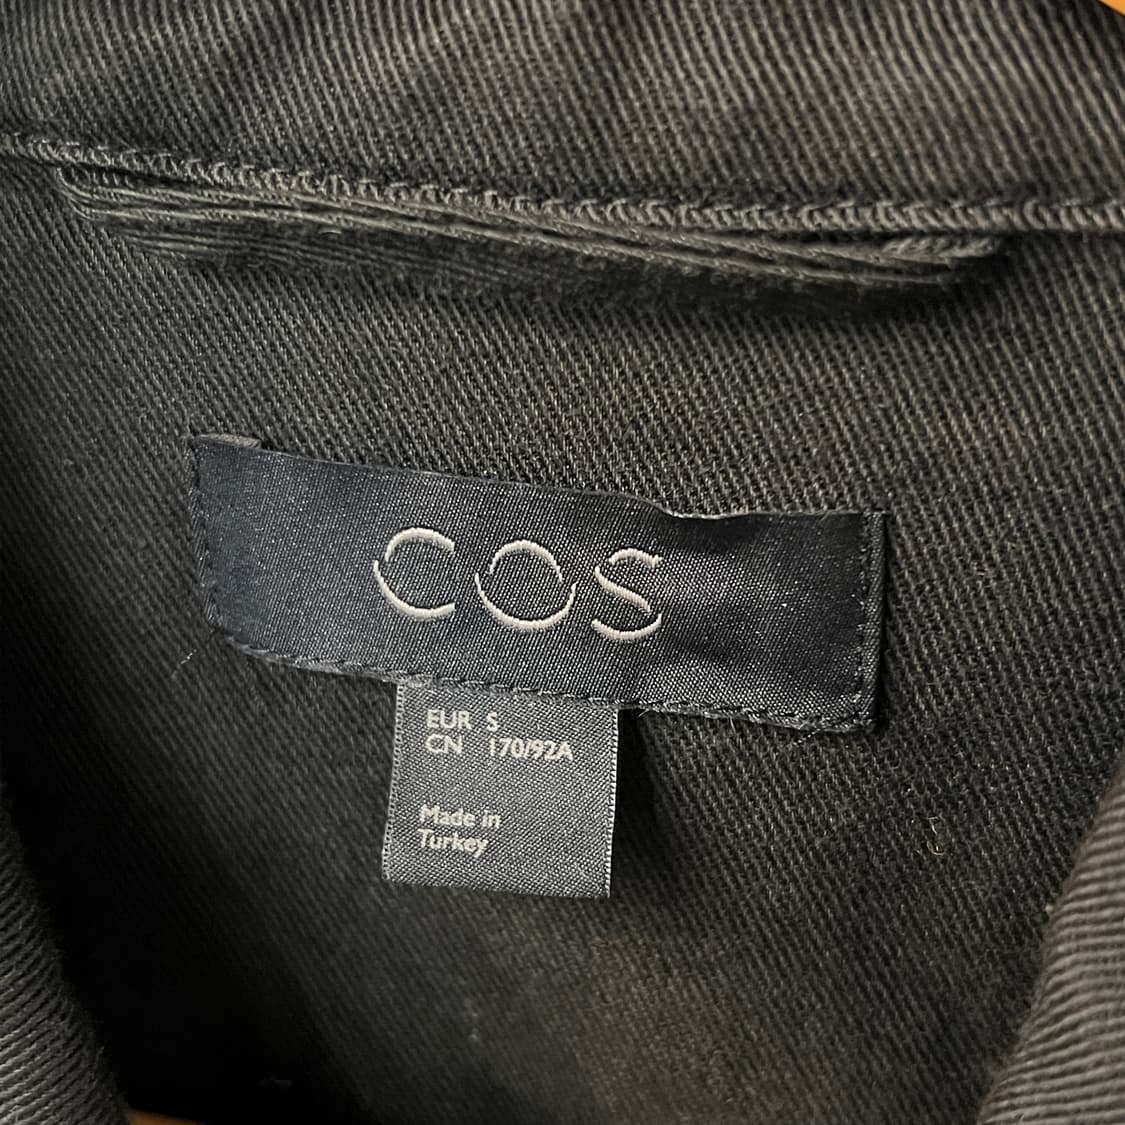 COS
EUR S
CN 170/92A
Made in
Turkey